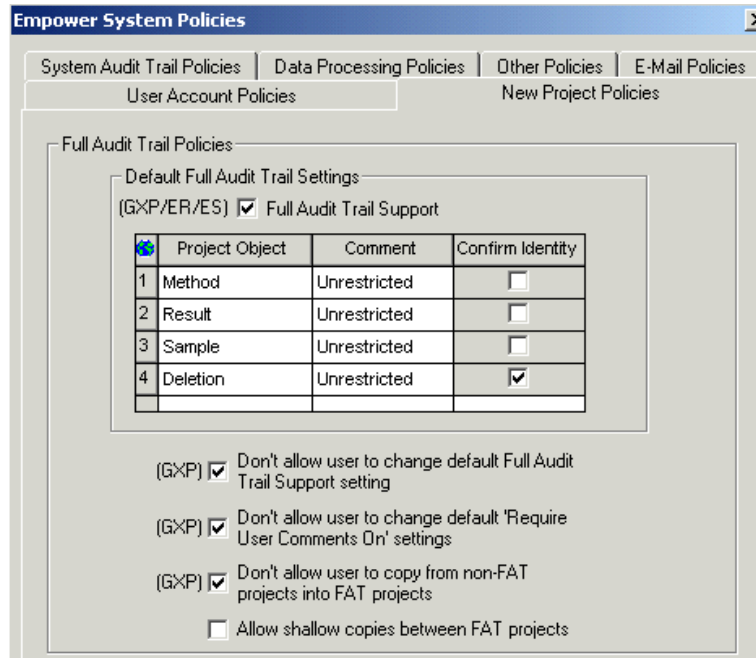 Empower System Policies
System Audit Trail Policies
Data Processing Policies
Other Policies
E-Mail Policies
User Account Policies
New Project Policies
Full Audit Trail Policies
Default Full Audit Trail Settings
(GXP/ER/ES) Full Audit Trail Support
Project Object Comment Confirm Identity
1 Method Unrestricted
2 Result Unrestricted
3 Sample Unrestricted
4 Deletion Unrestricted
(GXP) Don't allow user to change default Full Audit
Trail Support setting
(GXP) Don't allow user to change default 'Require
User Comments On' settings
(GXP) Don't allow user to copy from non-FAT
projects into FAT projects
Allow shallow copies between FAT projects